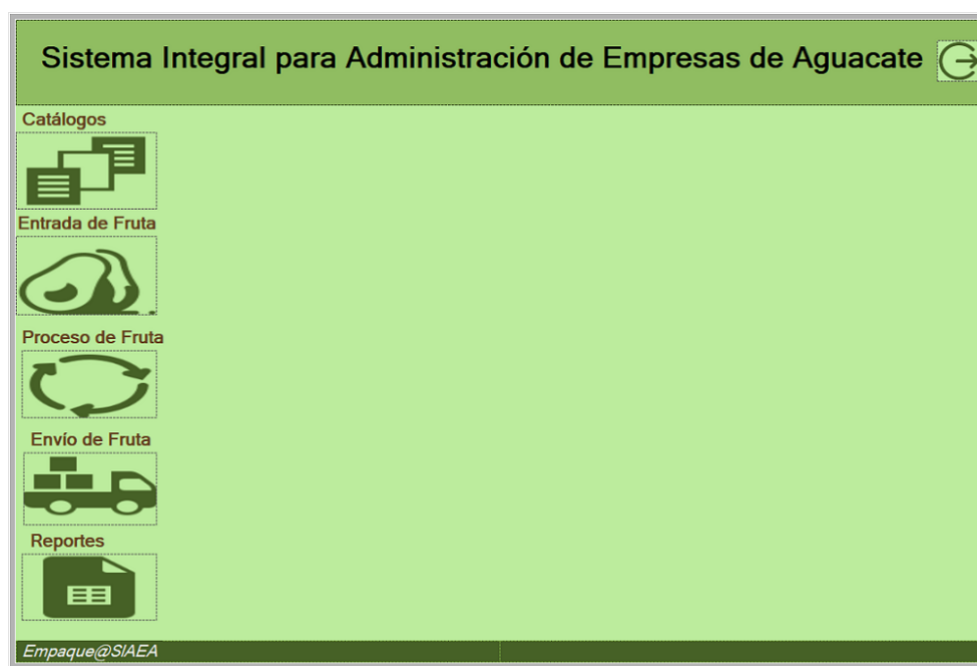 Sistema Integral para Administración de Empresas de Aguacate
Catálogos
Entrada de Fruta
Proceso de Fruta
Envío de Fruta
Reportes
Empaque@SIAEA